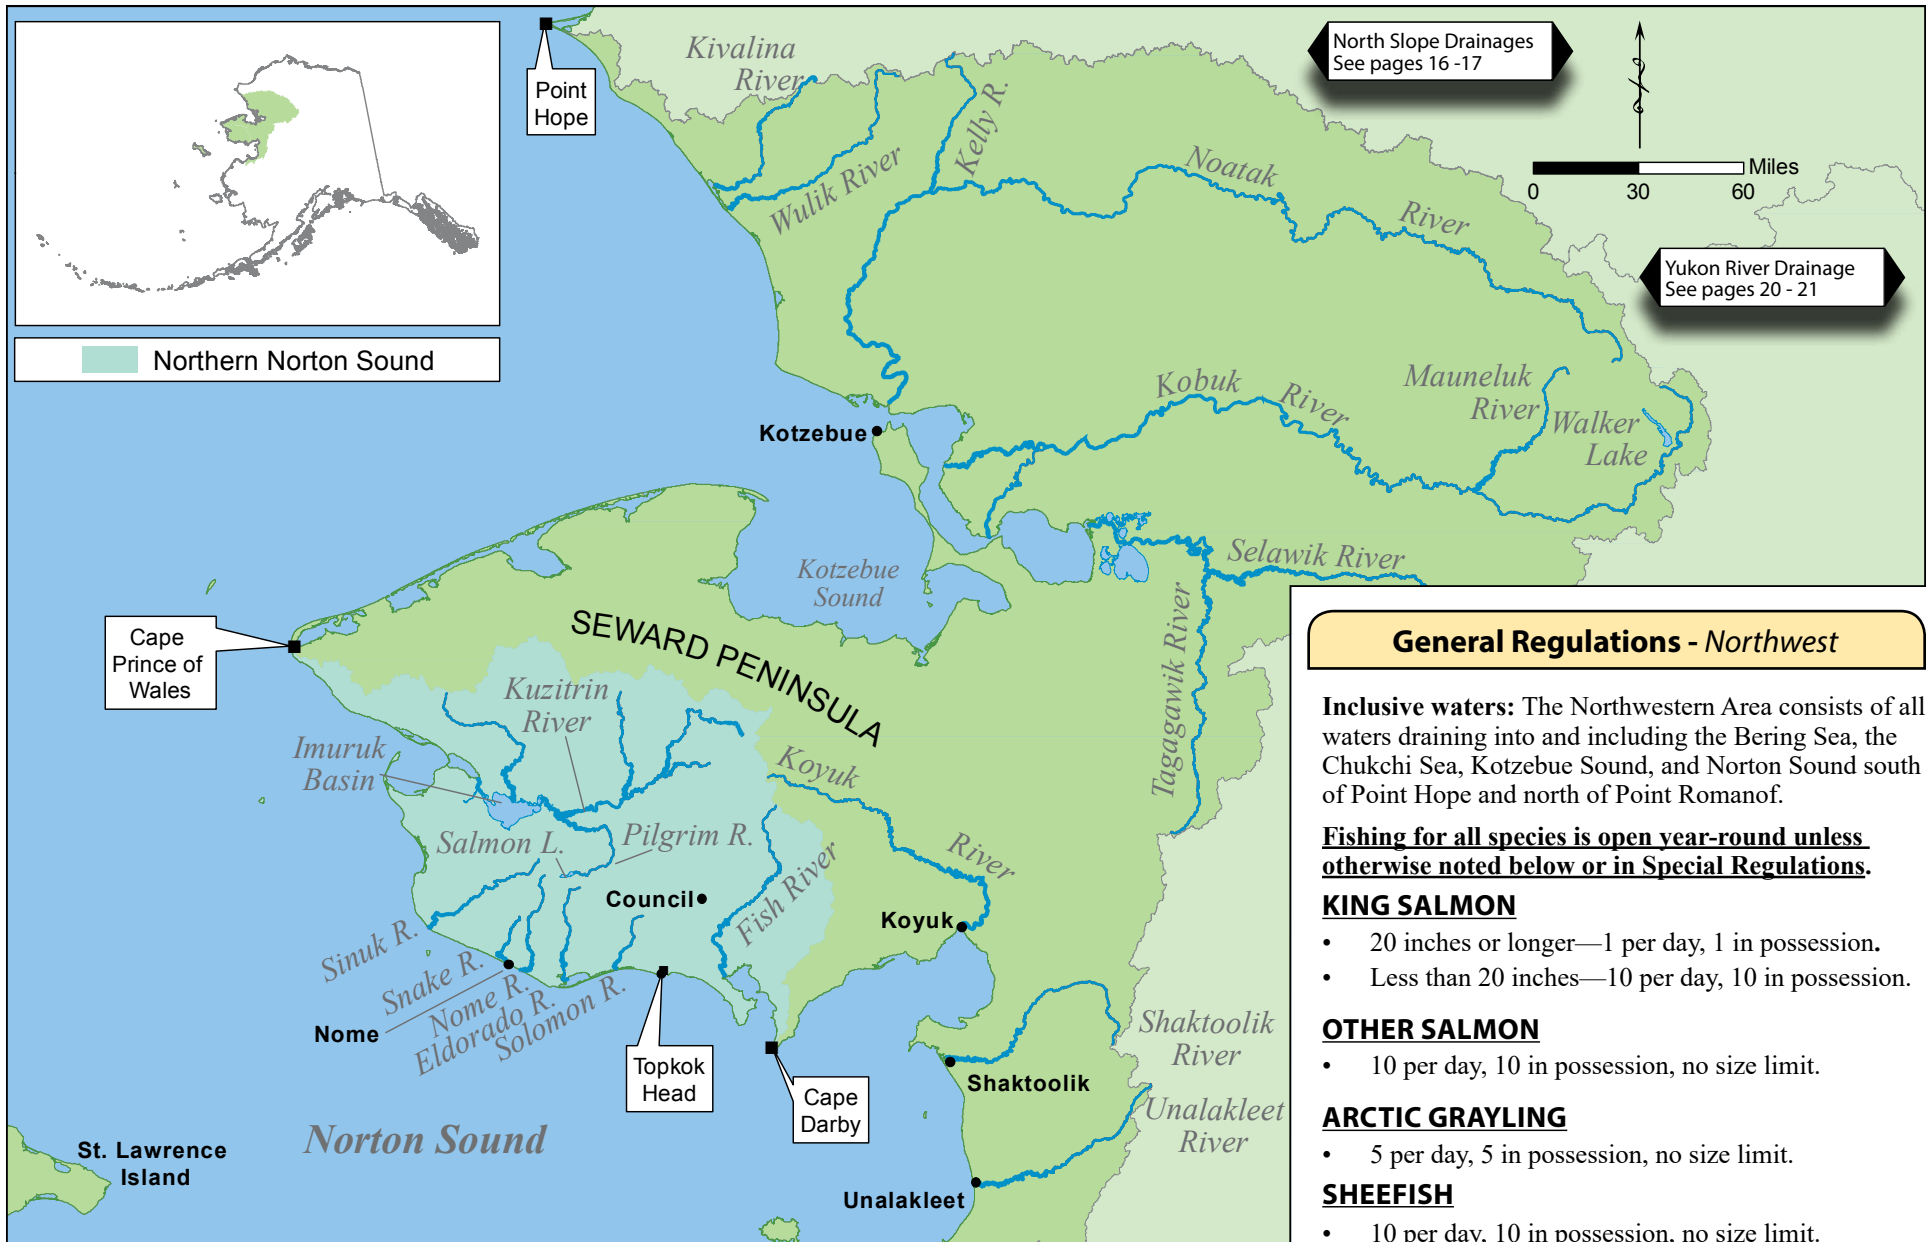 Kivalina
River
Point
Hope
Kelly R.
Wulik River
Noatak
River
North Slope Drainages
See pages 16 -17
Miles
0 30 60
Yukon River Drainage
See pages 20 - 21
Northern Norton Sound
Kotzebue
Kobuk
River
Mauneluk
River
Walker
Lake
Selawik River
Kotzebue
Sound
Tagagawik River
Cape
Prince of
Wales
SEWARD PENINSULA
Kuzitrin
River
Imuruk
Basin
Koyuk
River
Salmon L.
Pilgrim R.
Council
Fish River
Koyuk
Sinuk R.
Snake R.
Nome
Nome R.
Eldorado R.
Solomon R.
Topkok
Head
Cape
Darby
Shaktoolik
Shaktoolik
River
Unalakleet
River
Unalakleet
Norton Sound
St. Lawrence
Island
General Regulations - Northwest
Inclusive waters: The Northwestern Area consists of all
waters draining into and including the Bering Sea, the
Chukchi Sea, Kotzebue Sound, and Norton Sound south
of Point Hope and north of Point Romanof.
Fishing for all species is open year-round unless
otherwise noted below or in Special Regulations.
KING SALMON
• 20 inches or longer—1 per day, 1 in possession.
• Less than 20 inches—10 per day, 10 in possession.
OTHER SALMON
• 10 per day, 10 in possession, no size limit.
ARCTIC GRAYLING
• 5 per day, 5 in possession, no size limit.
SHEEFISH
• 10 per day, 10 in possession, no size limit.